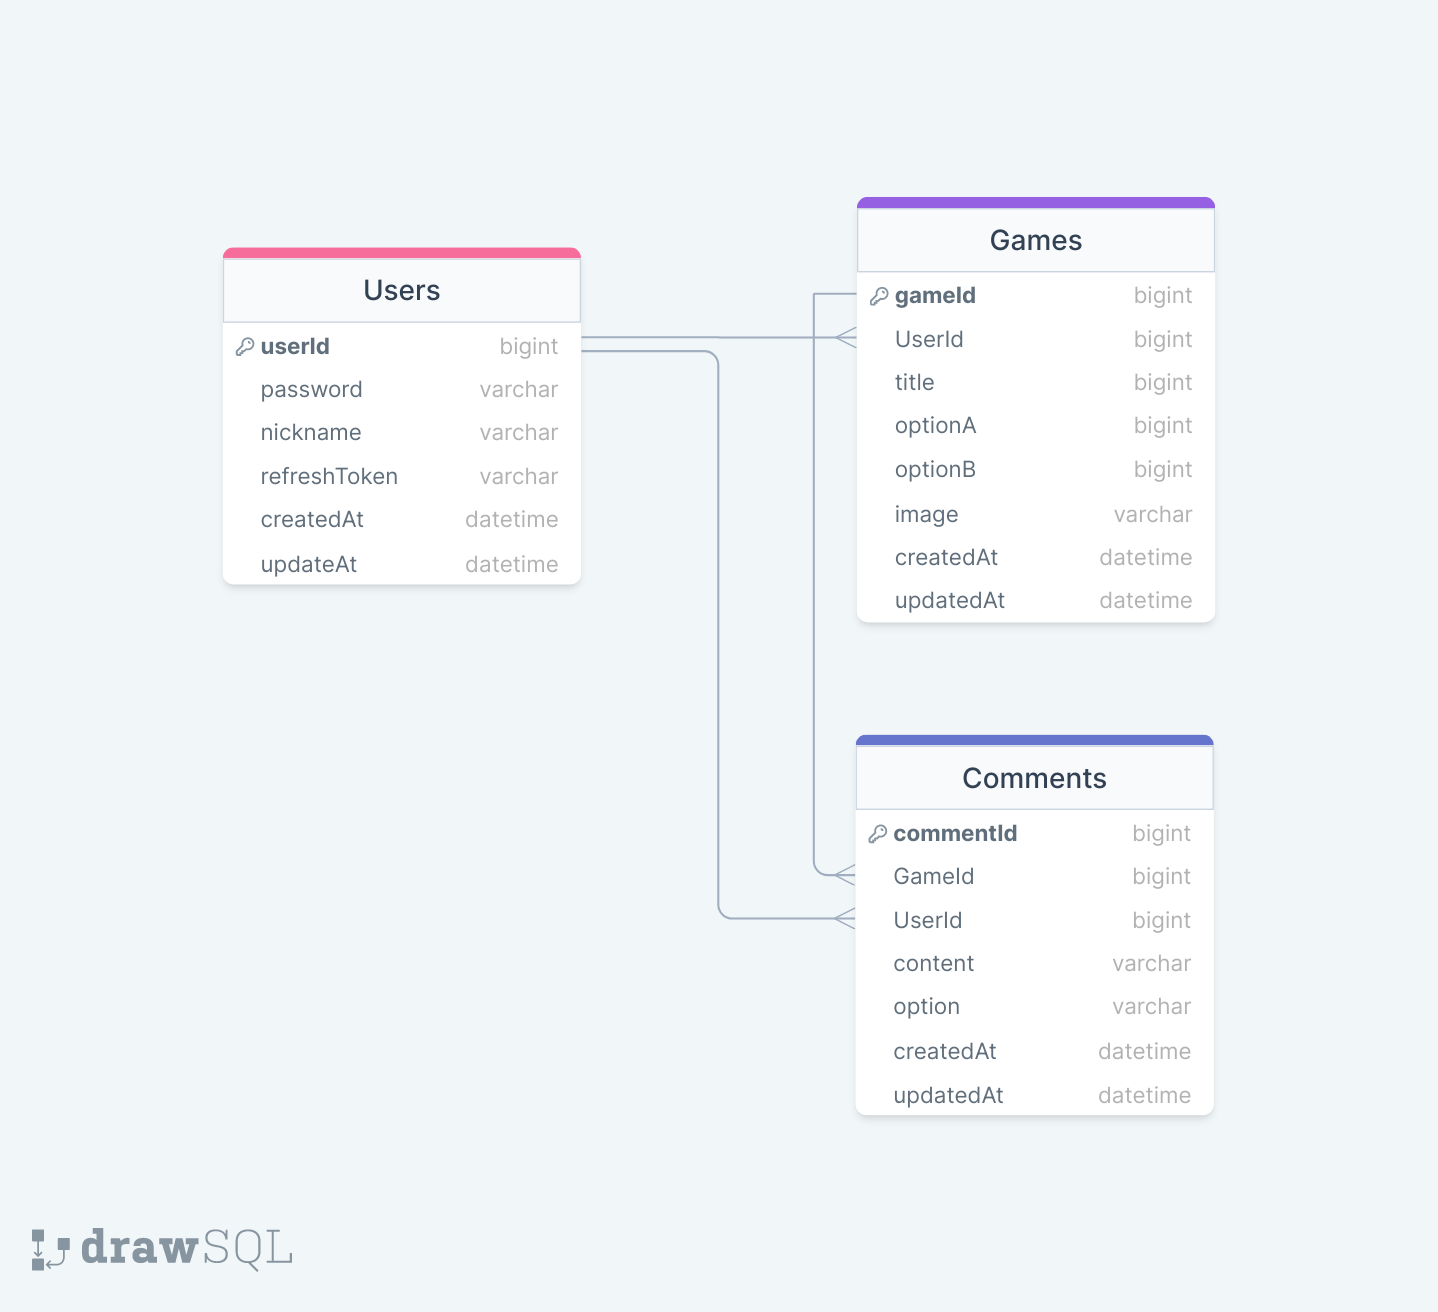 Users
userId bigint
password varchar
nickname varchar
refreshToken varchar
createdAt datetime
updateAt datetime
Games
gameId bigint
UserId bigint
title bigint
optionA bigint
optionB bigint
image varchar
createdAt datetime
updatedAt datetime
Comments
commentId bigint
GameId bigint
UserId bigint
content varchar
option varchar
createdAt datetime
updatedAt datetime
drawSQL